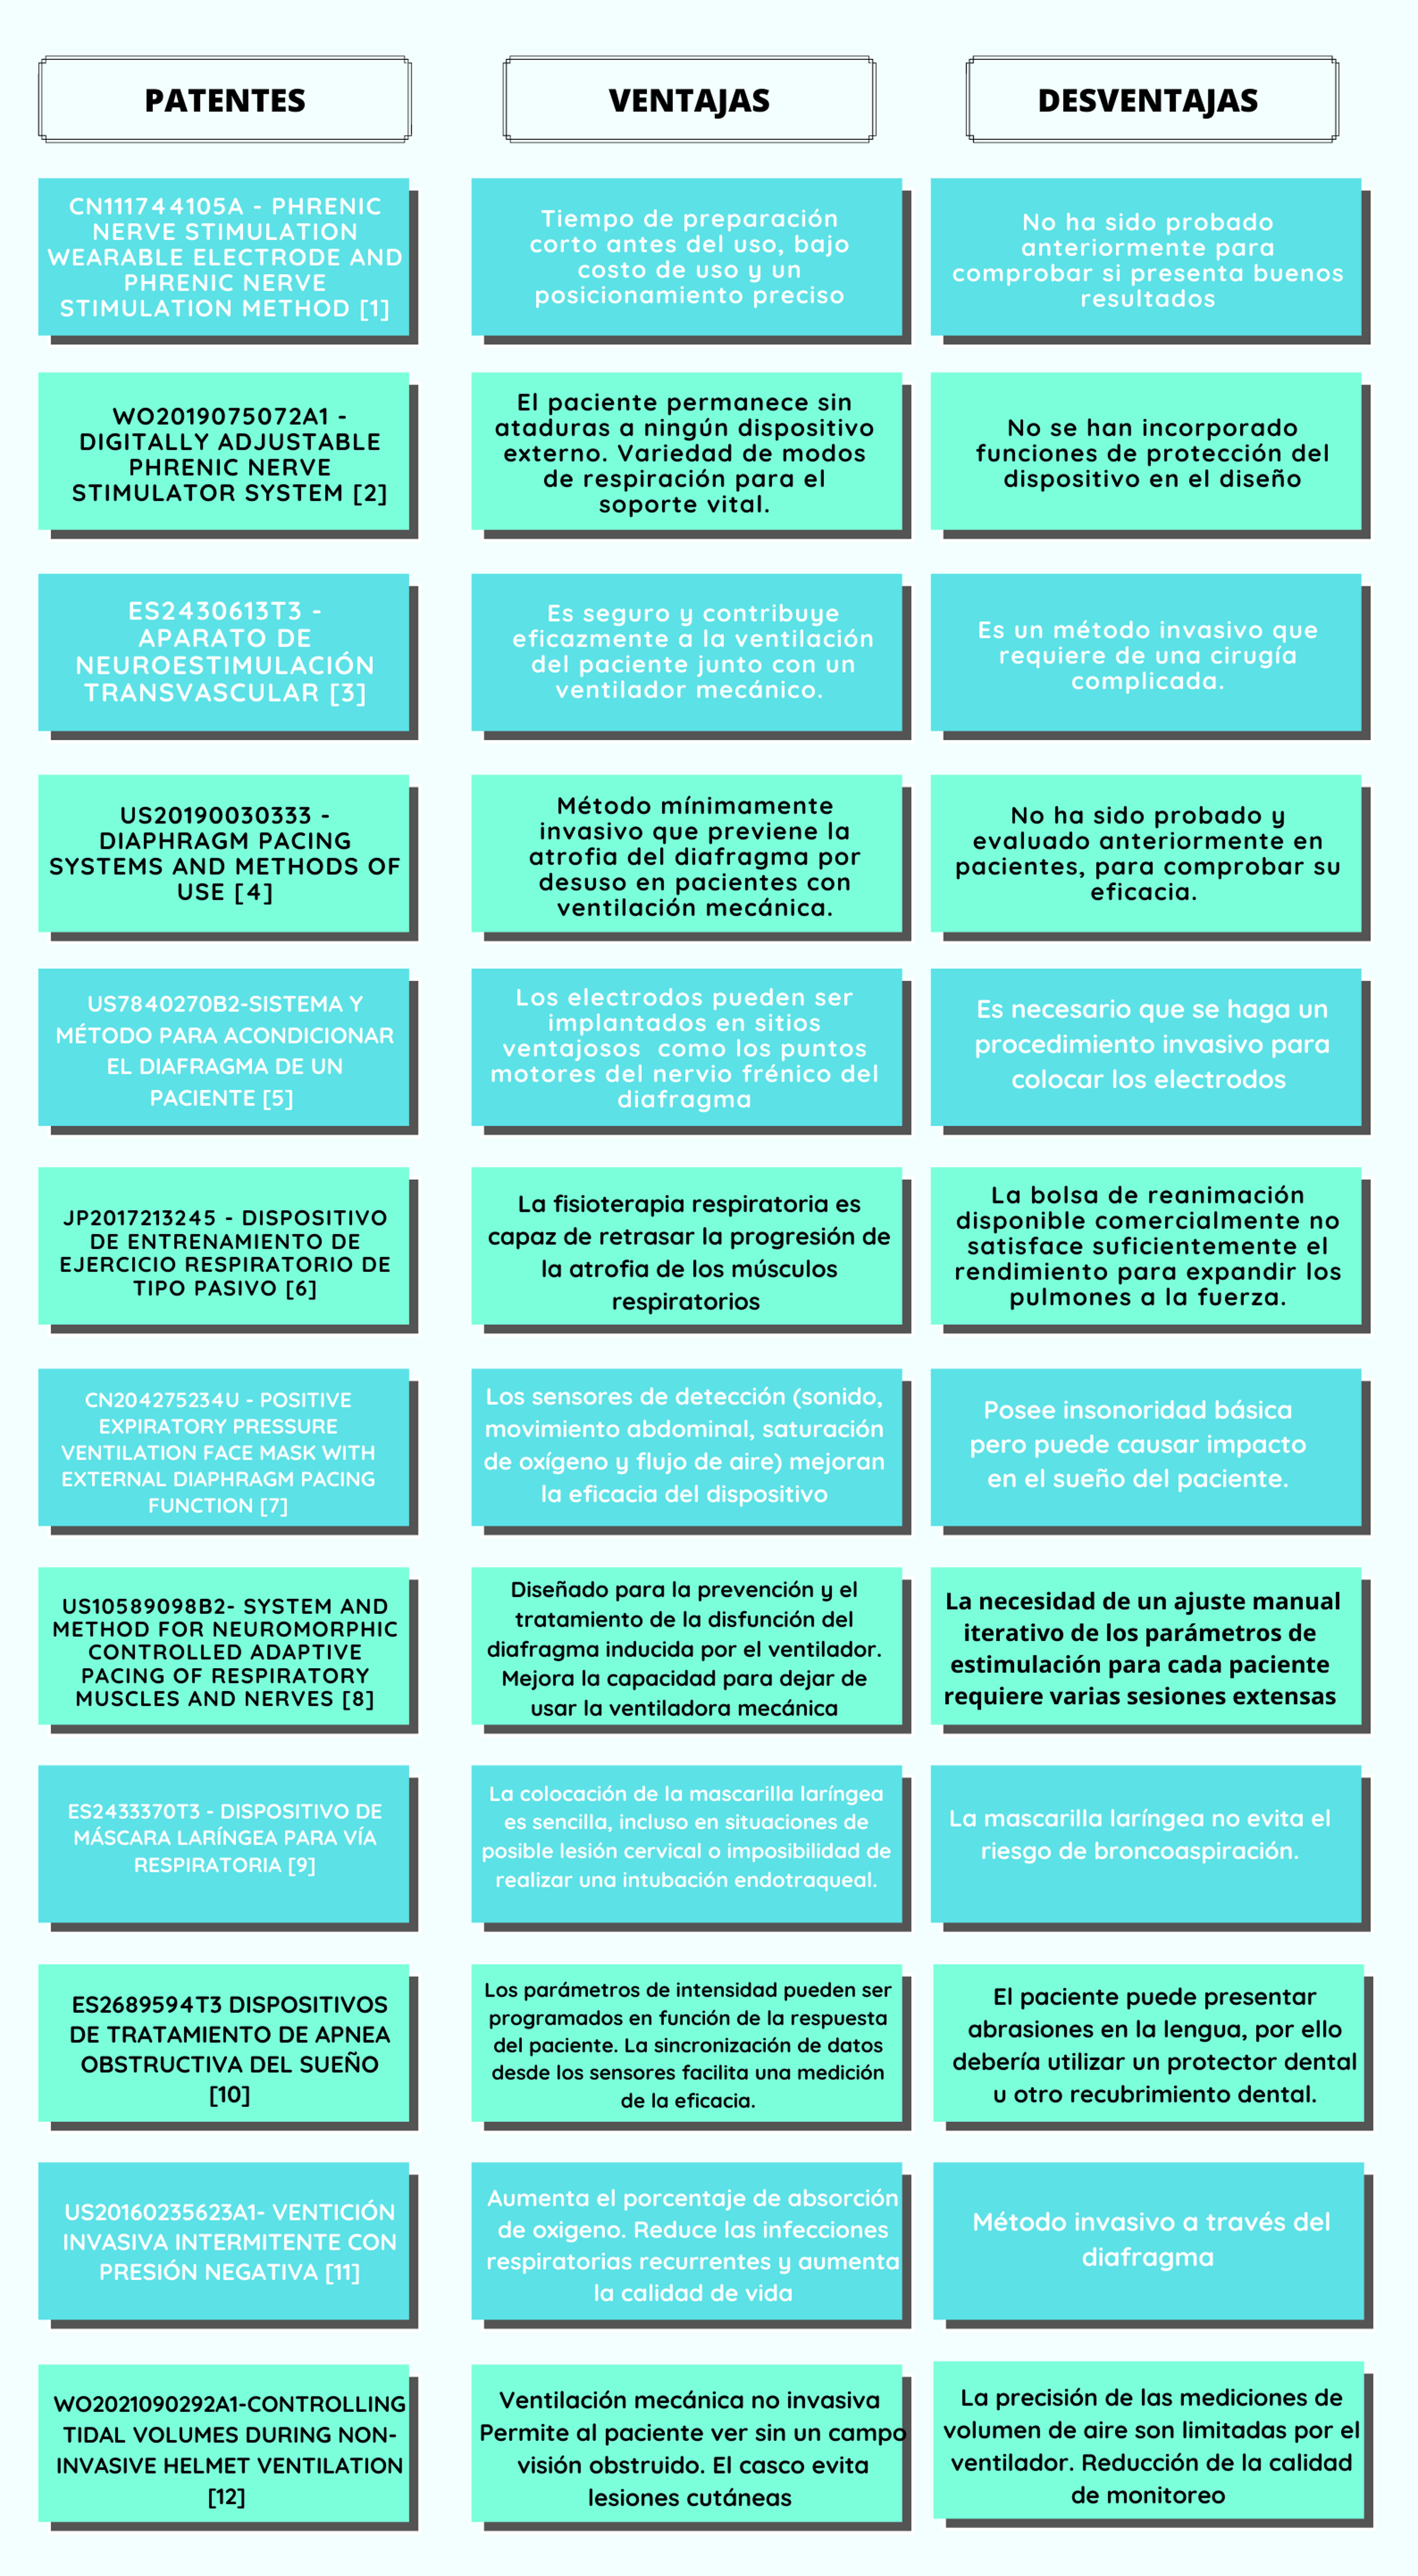 PATENTES
VENTAJAS
DESVENTAJAS
CN111744105A - PHRENIC
NERVE STIMULATION
WEARABLE ELECTRODE AND
PHRENIC NERVE
STIMULATION METHOD [1]
Tiempo de preparación
corto antes del uso, bajo
costo de uso y un
posicionamiento preciso
No ha sido probado
anteriormente para
comprobar si presenta buenos
resultados
WO2019075072A1 -
DIGITALLY ADJUSTABLE
PHRENIC NERVE
STIMULATOR SYSTEM [2]
El paciente permanece sin
ataduras a ningún dispositivo
externo. Variedad de modos
de respiración para el
soporte vital.
No se han incorporado
funciones de protección del
dispositivo en el diseño
ES2430613T3 -
APARATO DE
NEUROESTIMULACIÓN
TRANSVASCULAR [3]
Es seguro y contribuye
eficazmente a la ventilación
del paciente junto con un
ventilador mecánico.
Es un método invasivo que
requiere de una cirugía
complicada.
US20190030333 -
DIAPHRAGM PACING
SYSTEMS AND METHODS OF
USE [4]
Método mínimamente
invasivo que previene la
atrofia del diafragma por
desuso en pacientes con
ventilación mecánica.
No ha sido probado y
evaluado anteriormente en
pacientes, para comprobar su
eficacia.
US7840270B2-SISTEMA Y
MÉTODO PARA ACONDICIONAR
EL DIAFRAGMA DE UN
PACIENTE [5]
Los electrodos pueden ser
implantados en sitios
ventajosos como los puntos
motores del nervio frénico del
diafragma
Es necesario que se haga un
procedimiento invasivo para
colocar los electrodos
JP2017213245 - DISPOSITIVO
DE ENTRENAMIENTO DE
EJERCICIO RESPIRATORIO DE
TIPO PASIVO [6]
La fisioterapia respiratoria es
capaz de retrasar la progresión de
la atrofia de los músculos
respiratorios
La bolsa de reanimación
disponible comercialmente no
satisface suficientemente el
rendimiento para expandir los
pulmones a la fuerza.
CN204275234U - POSITIVE
EXPIRATORY PRESSURE
VENTILATION FACE MASK WITH
EXTERNAL DIAPHRAGM PACING
FUNCTION [7]
Los sensores de detección (sonido,
movimiento abdominal, saturación
de oxígeno y flujo de aire) mejoran
la eficacia del dispositivo
Posee insonoridad básica
pero puede causar impacto
en el sueño del paciente.
US10589098B2- SYSTEM AND
METHOD FOR NEUROMORPHIC
CONTROLLED ADAPTIVE
PACING OF RESPIRATORY
MUSCLES AND NERVES [8]
Diseñado para la prevención y el
tratamiento de la disfunción del
diafragma inducida por el ventilador.
Mejora la capacidad para dejar de
usar la ventiladora mecánica
La necesidad de un ajuste manual
iterativo de los parámetros de
estimulación para cada paciente
requiere varias sesiones extensas
ES2433370T3 - DISPOSITIVO DE
MÁSCARA LARÍNGEA PARA VÍA
RESPIRATORIA [9]
La colocación de la mascarilla laríngea
es sencilla, incluso en situaciones de
posible lesión cervical o imposibilidad de
realizar una intubación endotraqueal.
La mascarilla laríngea no evita el
riesgo de broncoaspiración.
ES2689594T3 DISPOSITIVOS
DE TRATAMIENTO DE APNEA
OBSTRUCTIVA DEL SUEÑO
[10]
Los parámetros de intensidad pueden ser
programados en función de la respuesta
del paciente. La sincronización de datos
desde los sensores facilita una medición
de la eficacia.
El paciente puede presentar
abrasiones en la lengua, por ello
debería utilizar un protector dental
u otro recubrimiento dental.
US20160235623A1- VENTICIÓN
INVASIVA INTERMITENTE CON
PRESIÓN NEGATIVA [11]
Aumenta el porcentaje de absorción
de oxigeno. Reduce las infecciones
respiratorias recurrentes y aumenta
la calidad de vida
Método invasivo a través del
diafragma
WO2021090292A1-CONTROLLING
TIDAL VOLUMES DURING NON-
INVASIVE HELMET VENTILATION
[12]
Ventilación mecánica no invasiva
Permite al paciente ver sin un campo
visión obstruido. El casco evita
lesiones cutáneas
La precisión de las mediciones de
volumen de aire son limitadas por el
ventilador. Reducción de la calidad
de monitoreo